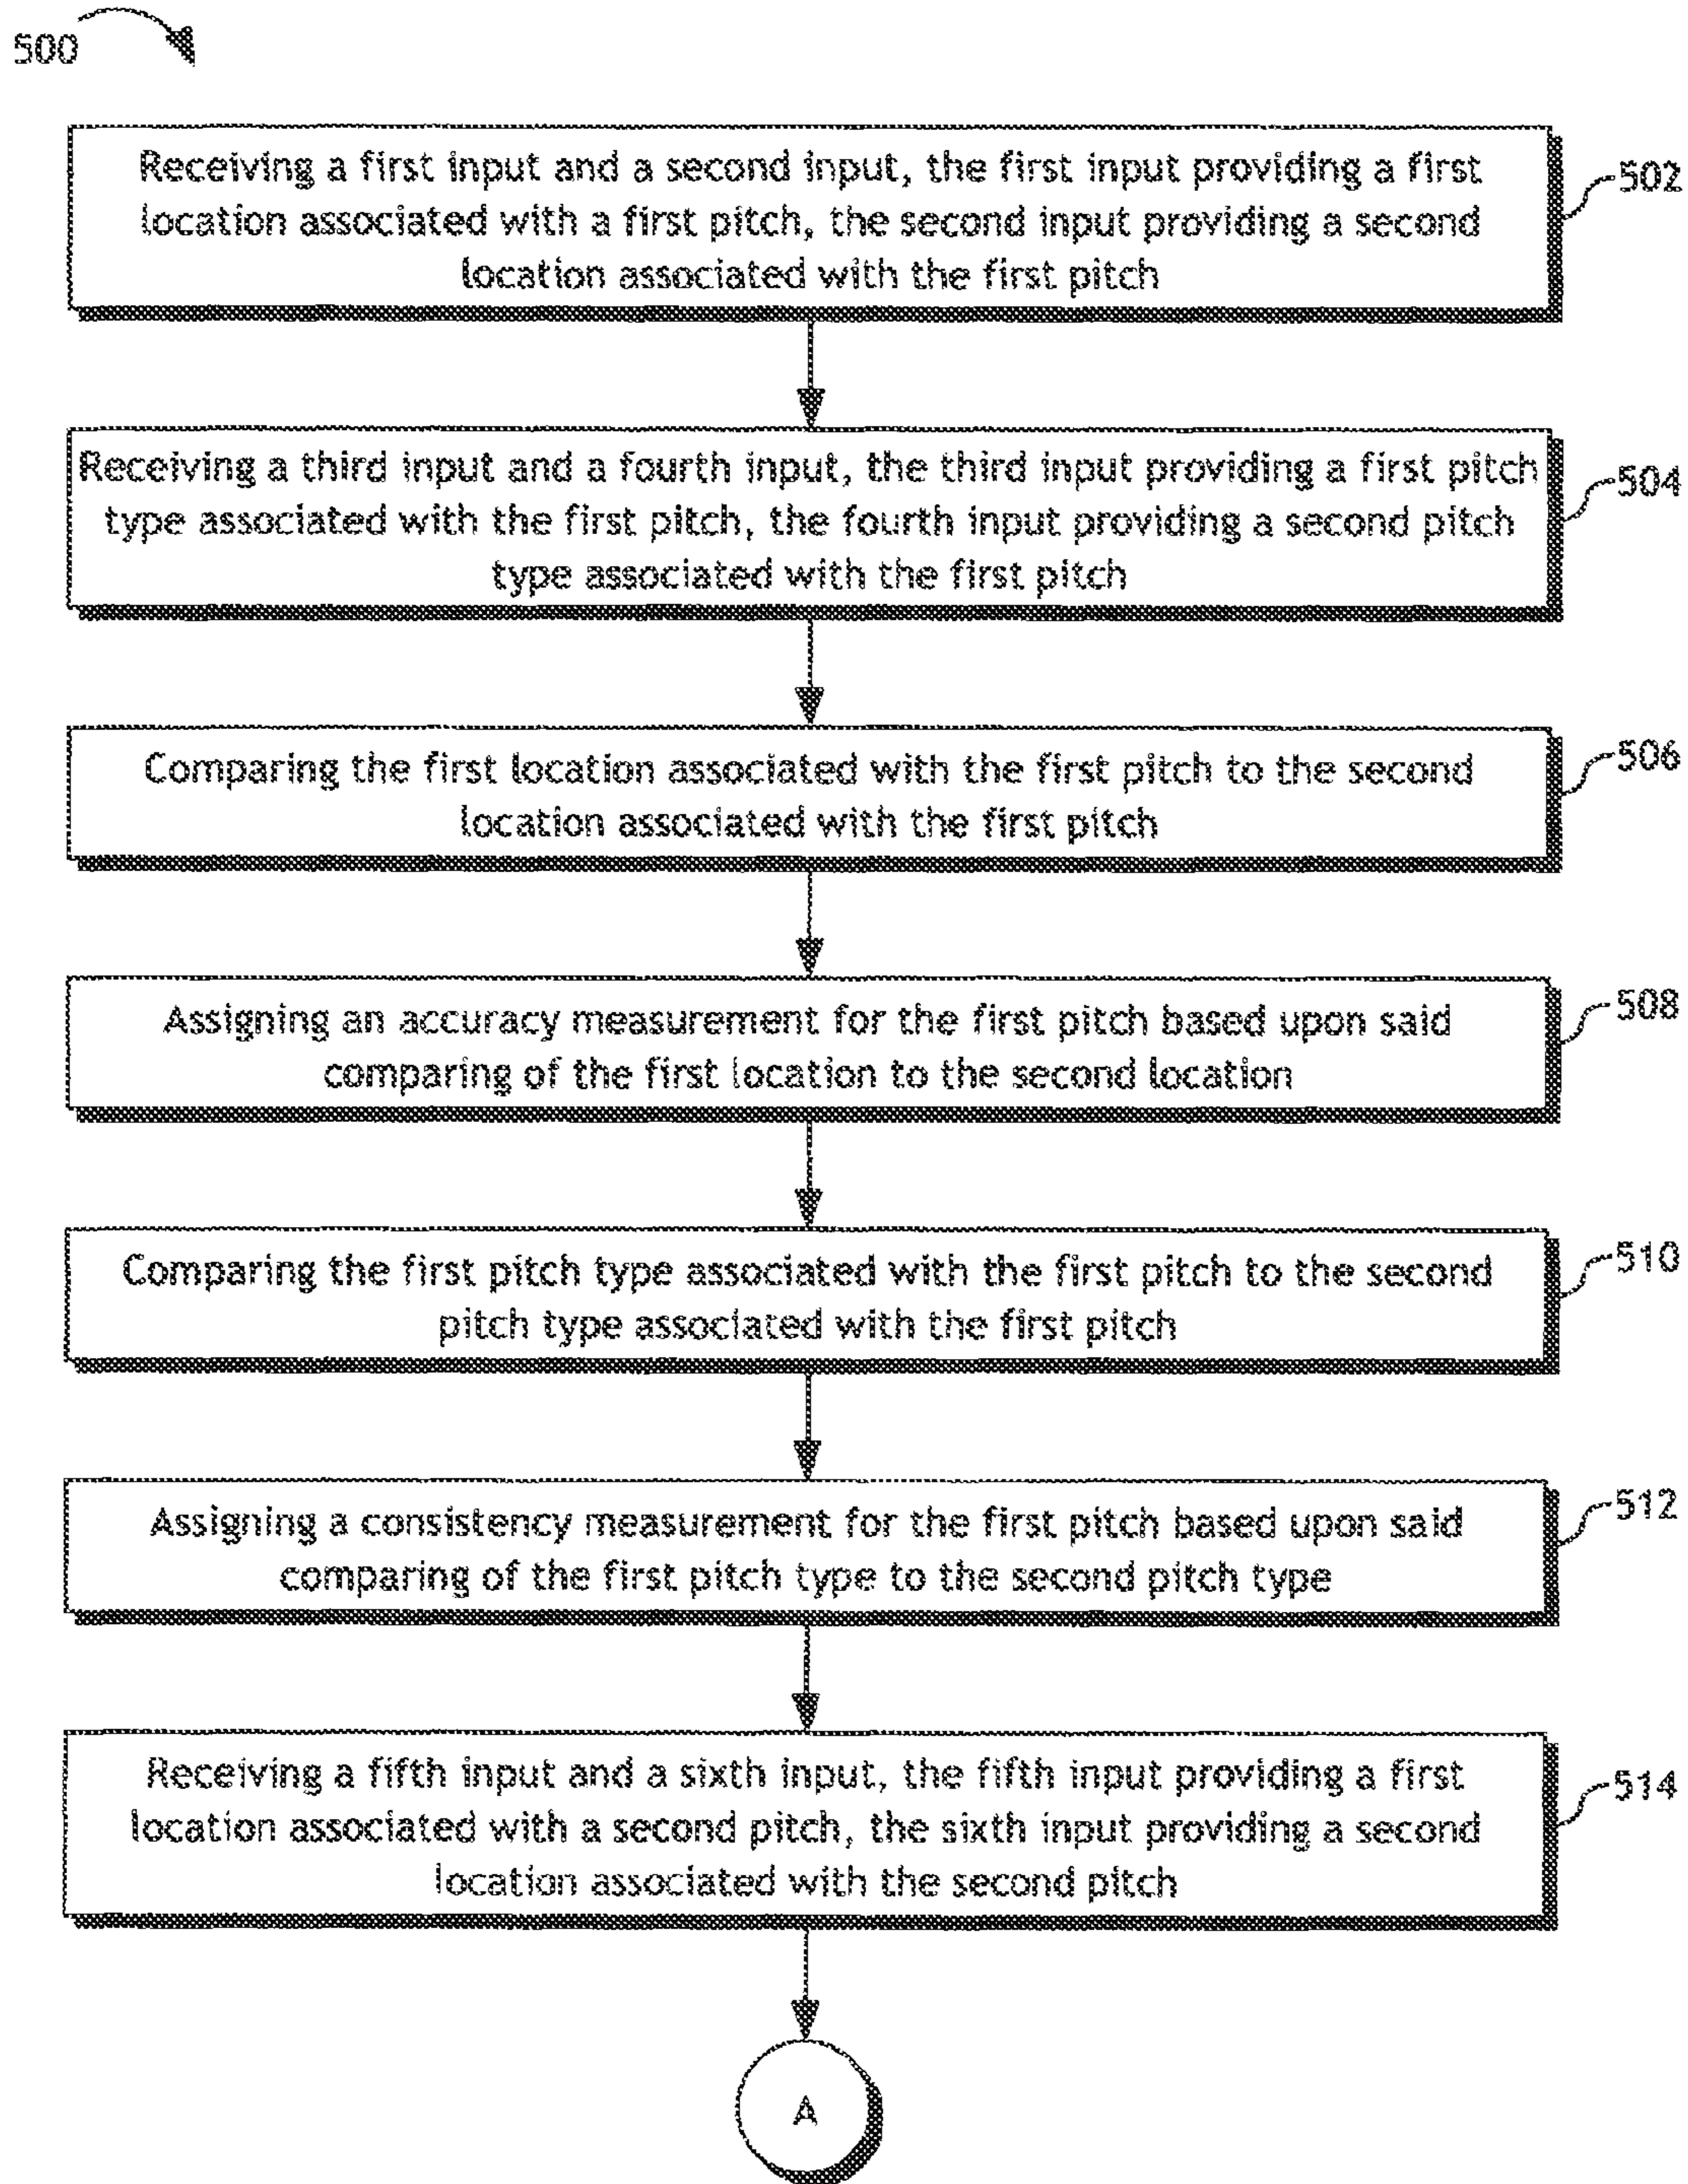 500
Receiving a first input and a second input, the first input providing a first
location associated with a first pitch, the second input providing a second
location associated with the first pitch
502
Receiving a third input and a fourth input, the third input providing a first pitch
type associated with the first pitch, the fourth input providing a second pitch
type associated with the first pitch
504
Comparing the first location associated with the first pitch to the second
location associated with the first pitch
506
Assigning an accuracy measurement for the first pitch based upon said
comparing of the first location to the second location
508
Comparing the first pitch type associated with the first pitch to the second
pitch type associated with the first pitch
510
Assigning a consistency measurement for the first pitch based upon said
comparing of the first pitch type to the second pitch type
512
Receiving a fifth input and a sixth input, the fifth input providing a first
location associated with a second pitch, the sixth input providing a second
location associated with the second pitch
514
A